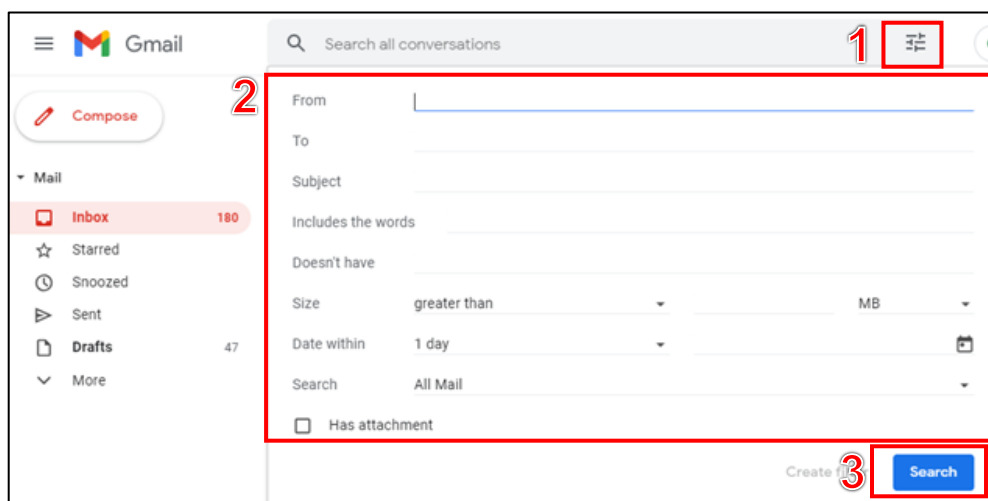 Gmail
Search all conversations
1
2
From
Compose
To
Mail
Subject
Inbox 180
Includes the words
Starred
Doesn't have
Snoozed
Size greater than MB
Sent
Date within 1 day
Drafts 47
Search All Mail
More
Has attachment
Create fi
3
Search